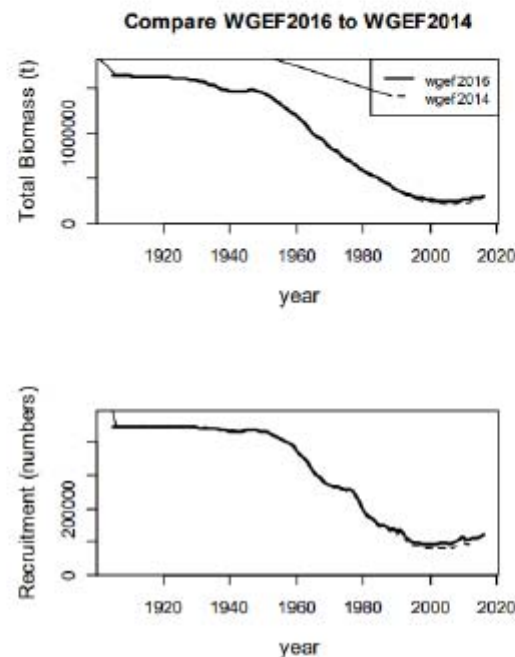 Compare WGEF2016 to WGEF2014
Total Biomass (t)
1000000
0
wgef2016
wgef2014
1920 1940 1960 1980 2000 2020
year
Recruitment (numbers)
200000
0
1920 1940 1960 1980 2000 2020
year